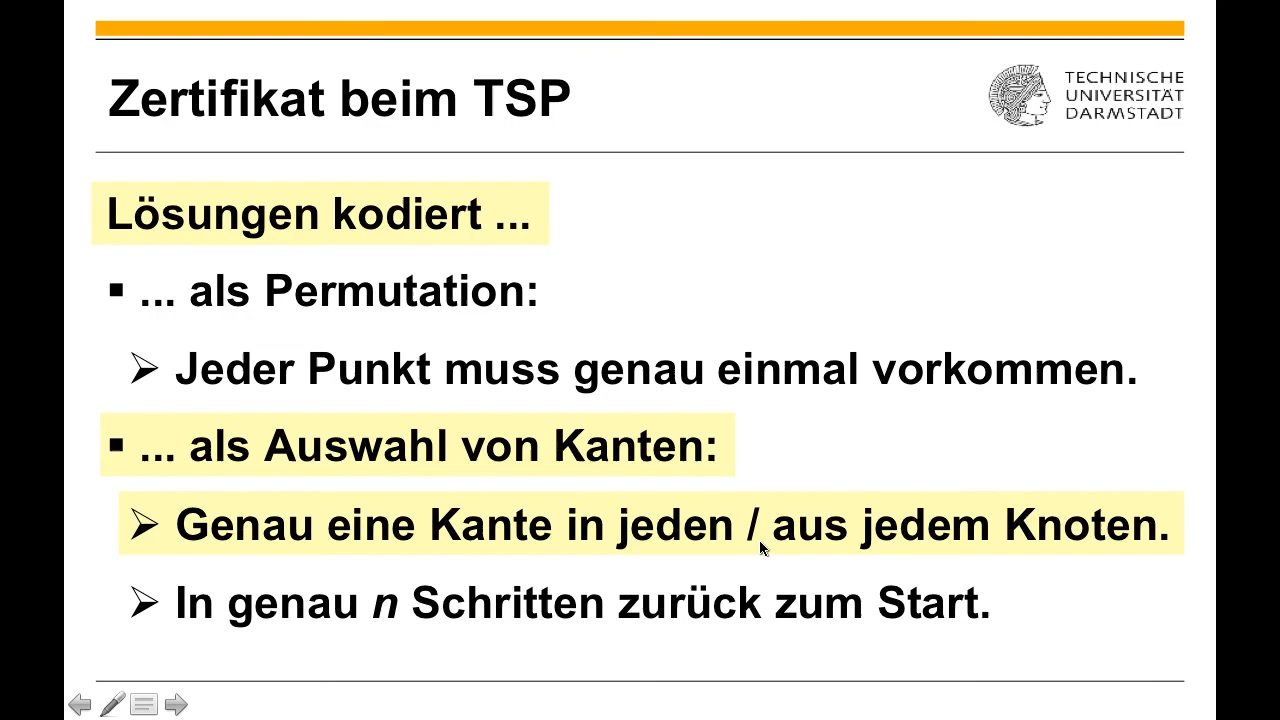 Zertifikat beim TSP
TECHNISCHE
UNIVERSITÄT
DARMSTADT
Lösungen kodiert ...
▪ ... als Permutation:
➢ Jeder Punkt muss genau einmal vorkommen.
▪ ... als Auswahl von Kanten:
➢ Genau eine Kante in jeden / aus jedem Knoten.
➢ In genau n Schritten zurück zum Start.